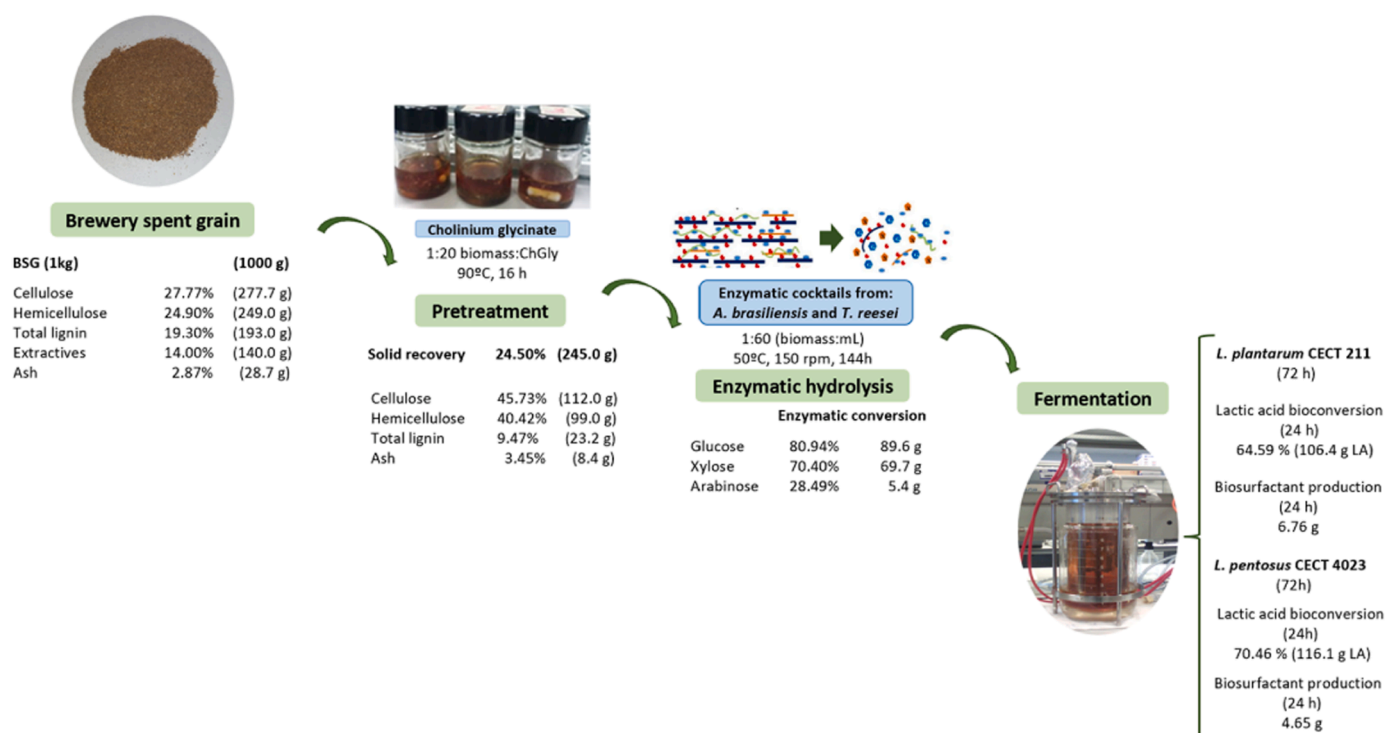 Brewery spent grain
BSG (1kg) (1000 g)
Cellulose 27.77% (277.7 g)
Hemicellulose 24.90% (249.0 g)
Total lignin 19.30% (193.0 g)
Extractives 14.00% (140.0 g)
Ash 2.87% (28.7 g)
Cholinium glycinate
1:20 biomass:ChGly
90ºC, 16 h
Pretreatment
Solid recovery 24.50% (245.0 g)
Cellulose 45.73% (112.0 g)
Hemicellulose 40.42% (99.0 g)
Total lignin 9.47% (23.2 g)
Ash 3.45% (8.4 g)
Enzymatic cocktails from:
A. brasiliensis and T. reesei
1:60 (biomass:mL)
50ºC, 150 rpm, 144h
Enzymatic hydrolysis
Enzymatic conversion
Glucose 80.94% 89.6 g
Xylose 70.40% 69.7 g
Arabinose 28.49% 5.4 g
Fermentation
L. plantarum CECT 211
(72 h)
Lactic acid bioconversion
(24 h)
64.59 % (106.4 g LA)
Biosurfactant production
(24 h)
6.76 g
L. pentosus CECT 4023
(72h)
Lactic acid bioconversion
(24h)
70.46 % (116.1 g LA)
Biosurfactant production
(24 h)
4.65 g